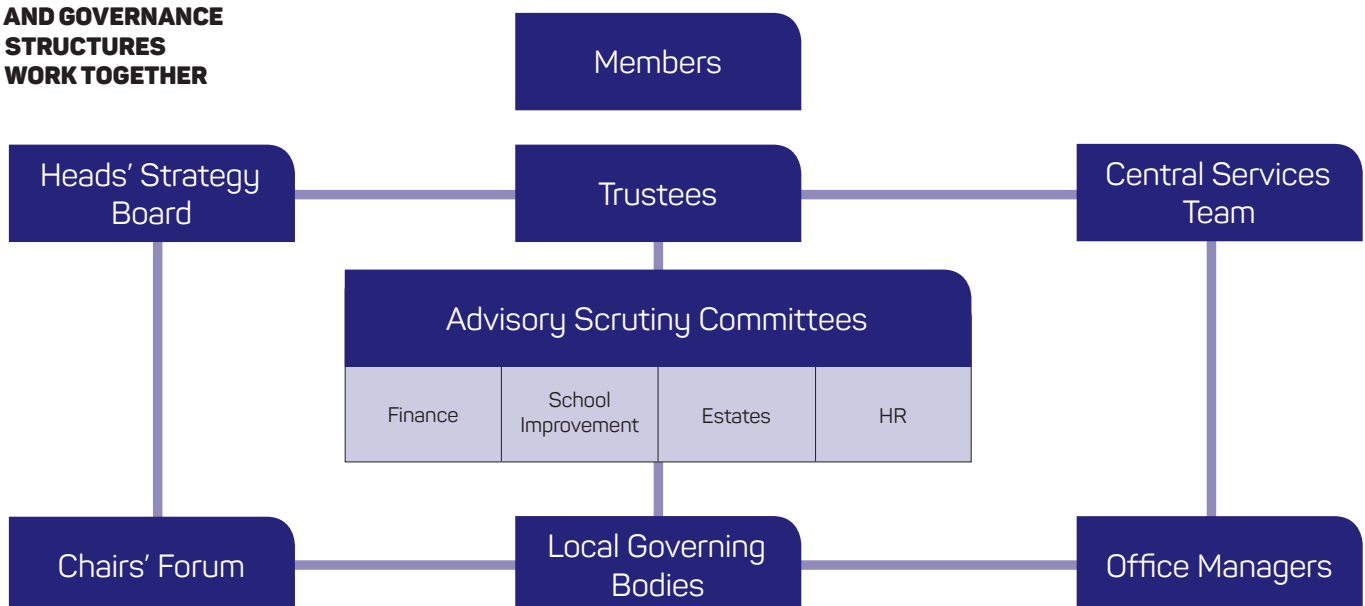 AND GOVERNANCE
STRUCTURES
WORK TOGETHER
Members
Heads' Strategy
Board
Trustees
Central Services
Team
Advisory Scrutiny Committees
Finance
School
Improvement
Estates
HR
Chairs' Forum
Local Governing
Bodies
Office Managers